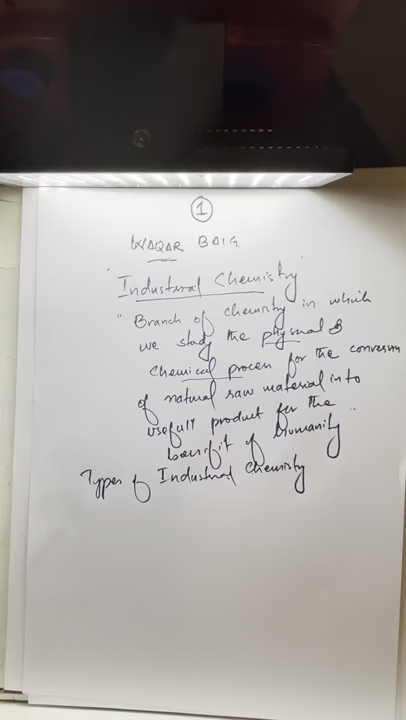 1
WAQAR BAIG
"Industrial Chemistry"
"Branch of chemistry in which
we study the physical &
chemical process for the conversion
of natural raw material into
usefull product for the
benifit of humanity"
Types of Industrial chemistry